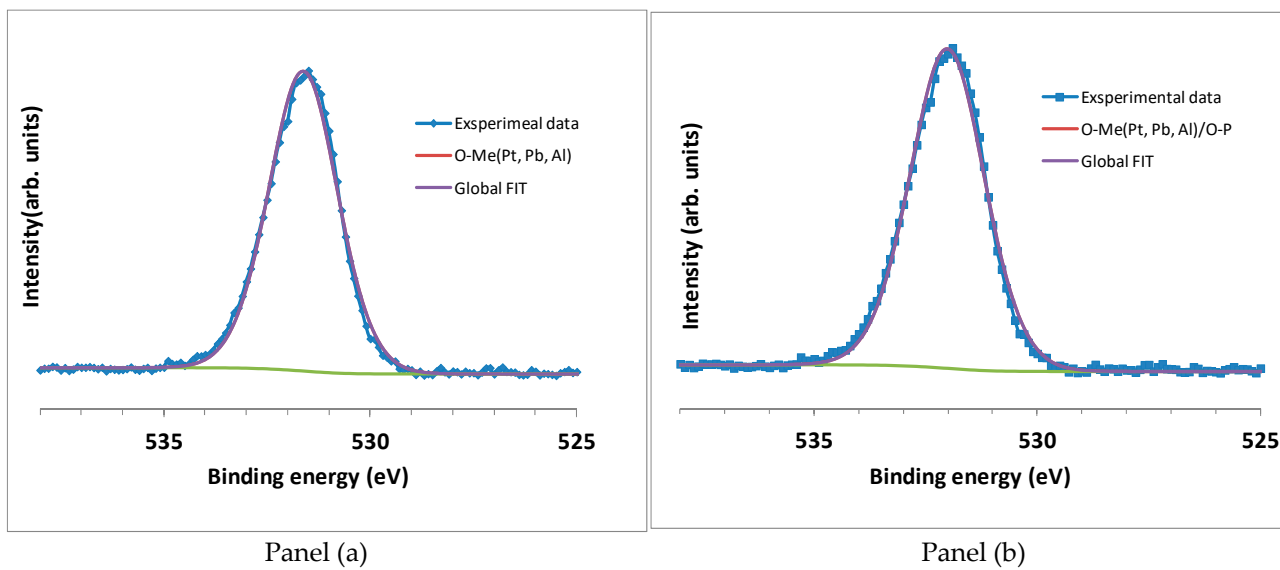 Intensity(arb. units)
Exsperimeal data
O-Me(Pt, Pb, Al)
Global FIT
535
530
525
Binding energy (eV)
Panel (a)
Intensity (arb. units)
Exsperimental data
O-Me(Pt, Pb, Al)/O-P
Global FIT
535
530
525
Binding energy (eV)
Panel (b)